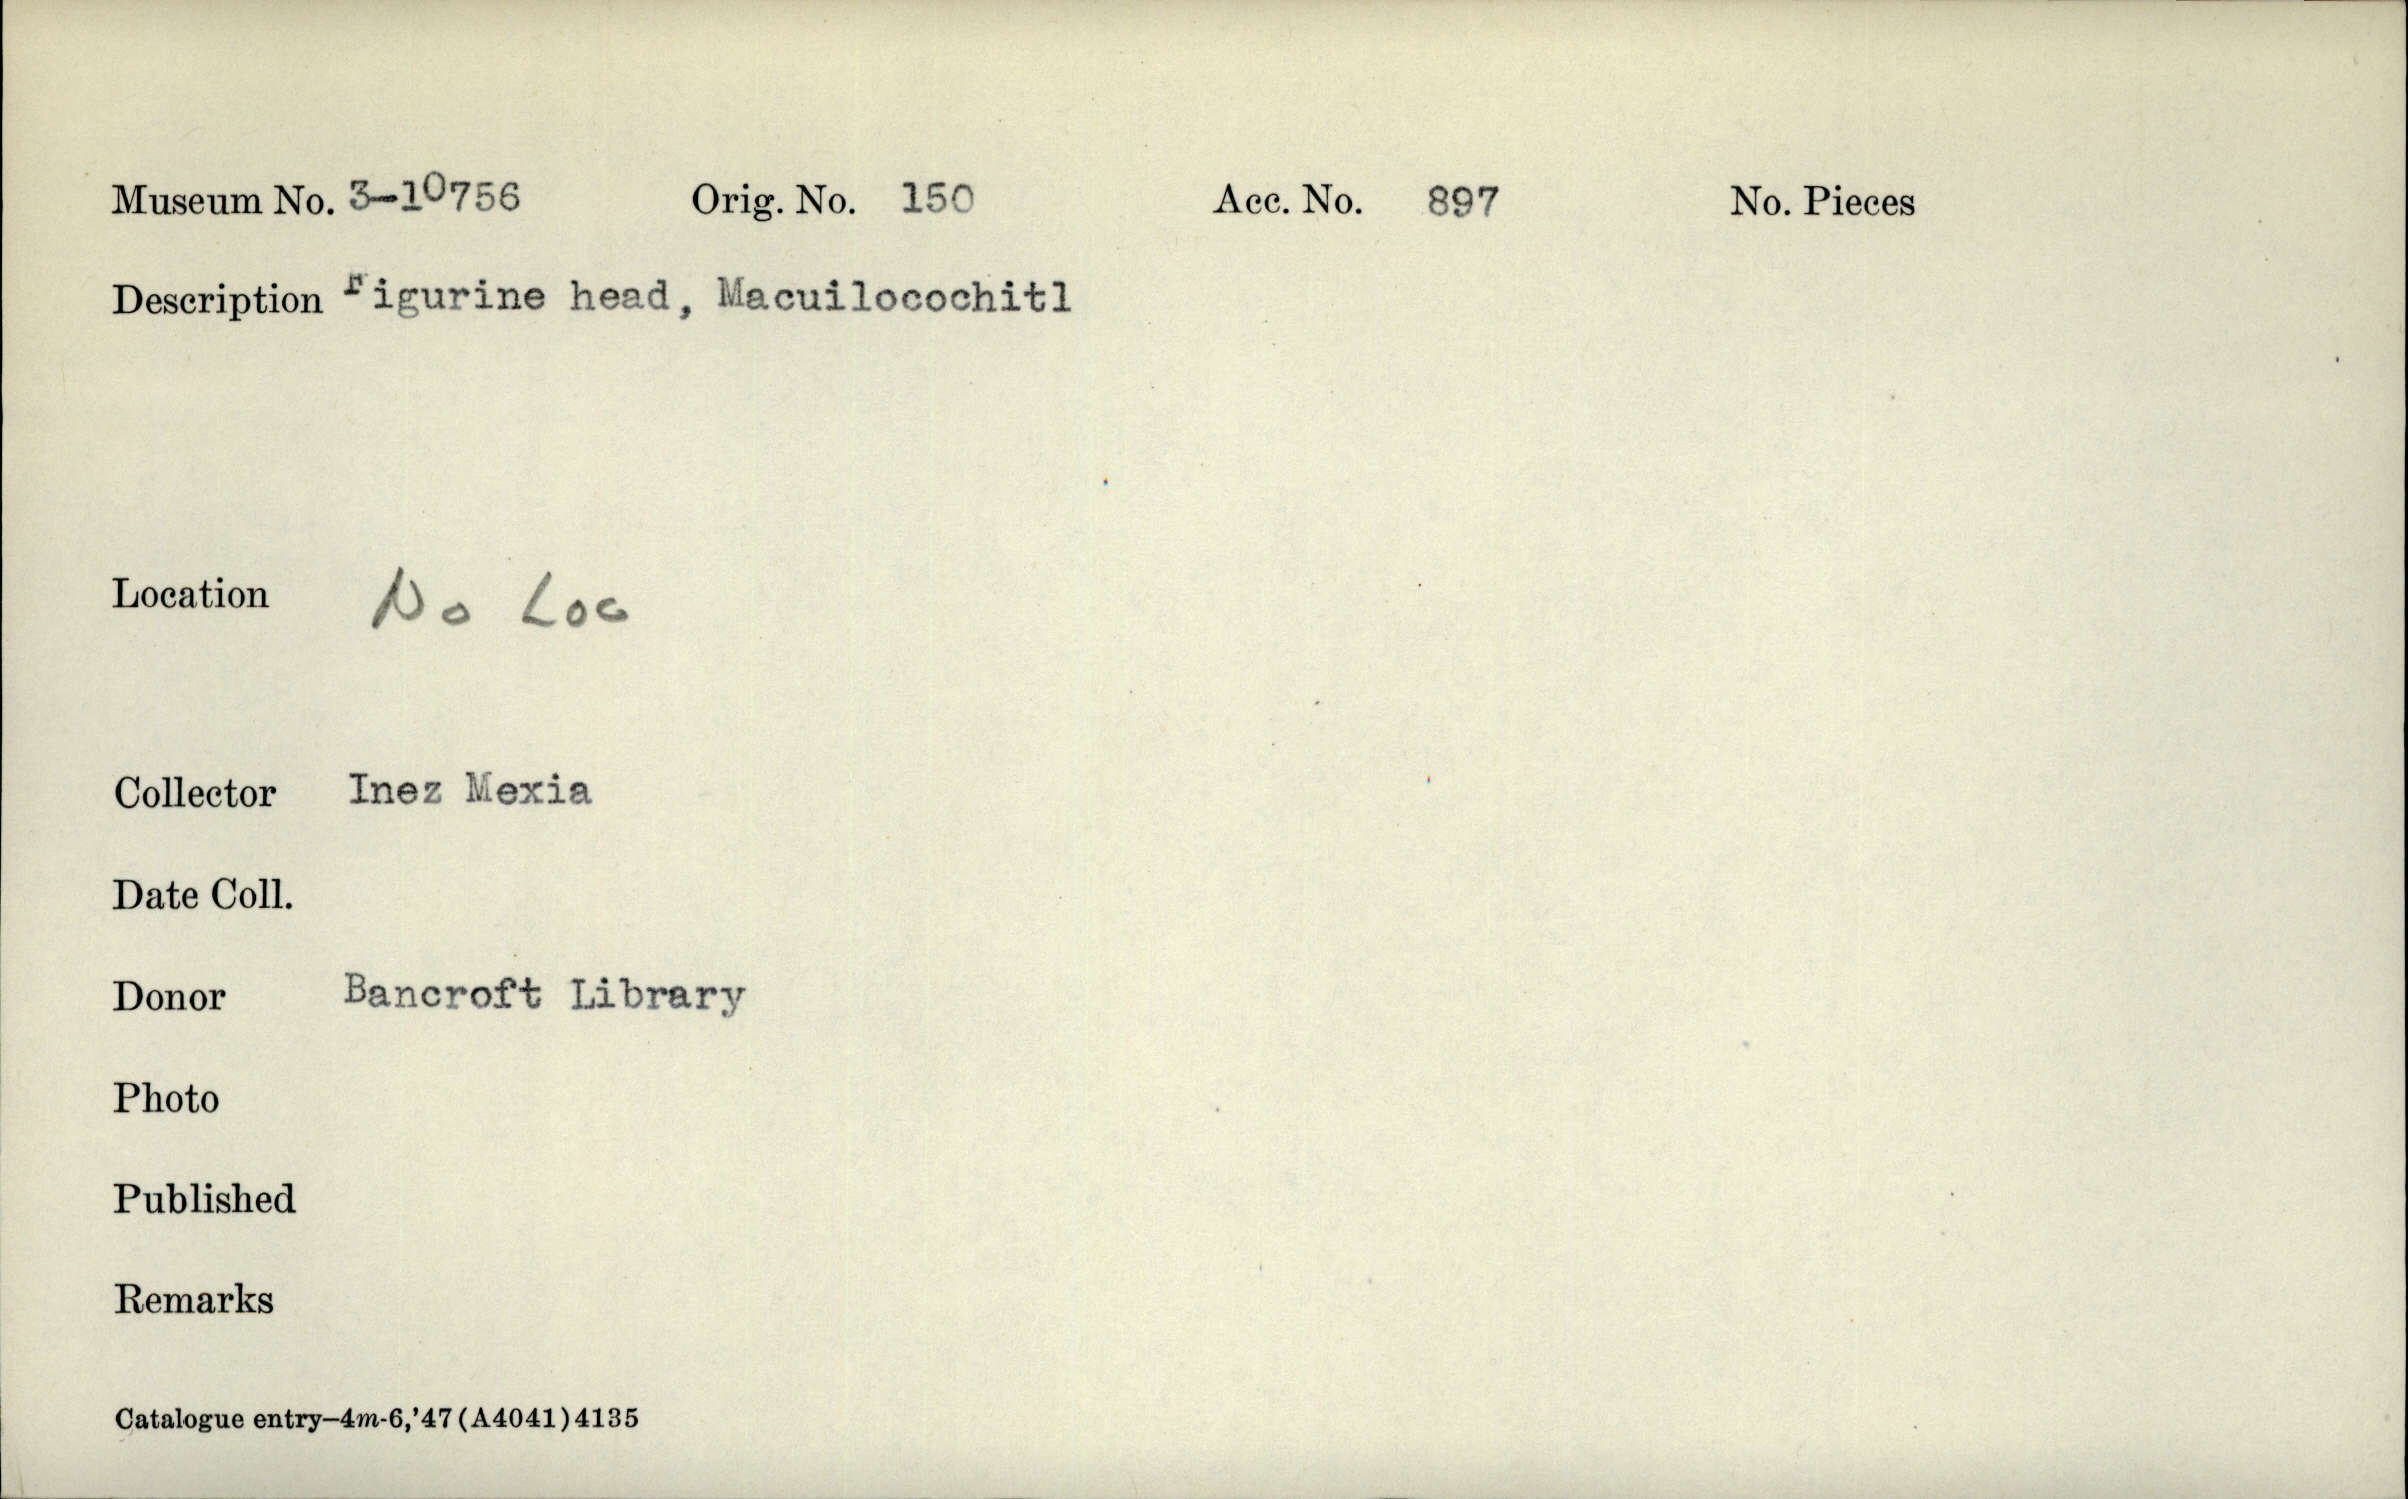 Museum No. 3-10756 Orig. No. 150 Acc. No. 897 No. Pieces
Description Figurine head, Macuilocochitl
Location No Loc
Collector Inez Mexia
Date Coll.
Donor Bancroft Library
Photo
Published
Remarks
Catalogue entry—4m-6,'47(A4041)4135